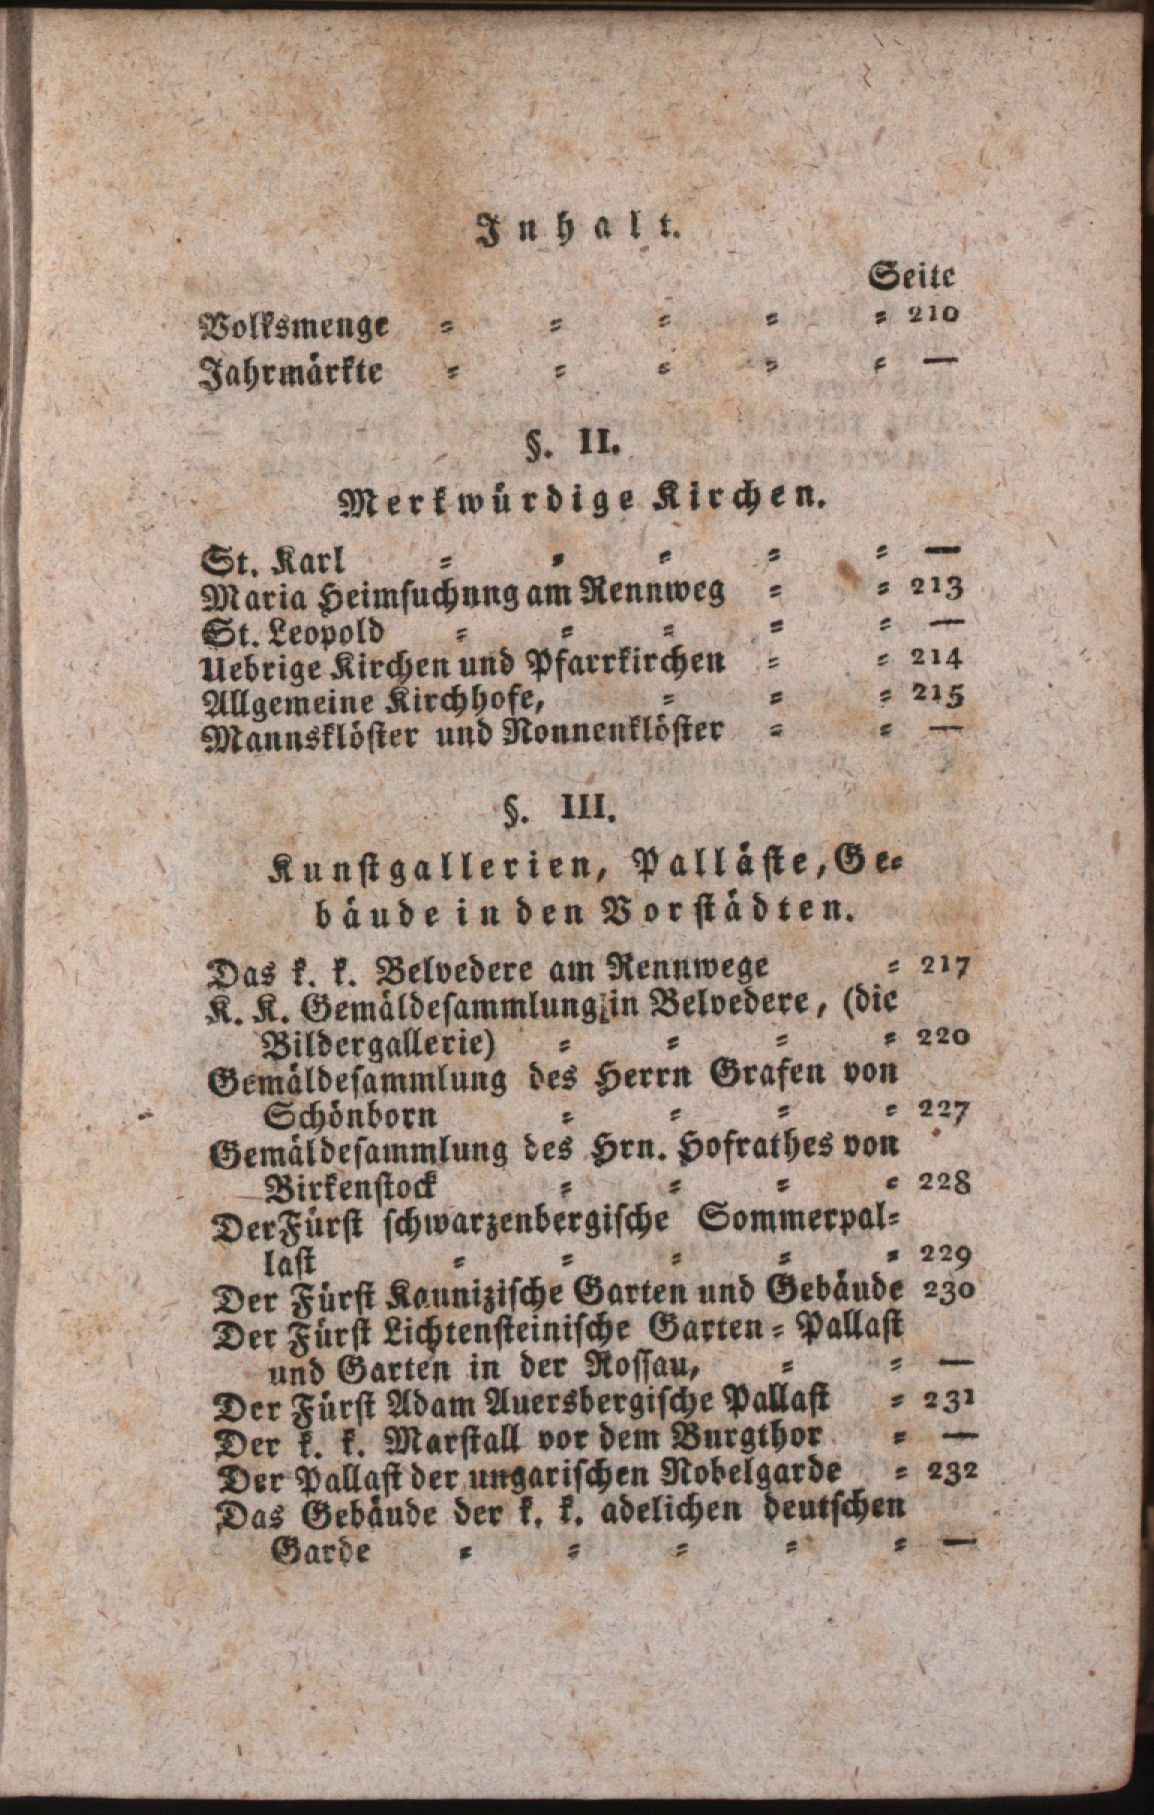 Inhalt.
Seite
Volksmenge = = = = = 210
Jahrmärkte = = = = = —
§. II.
Merkwürdige Kirchen.
St. Karl = = = = = —
Maria Heimsuchnng am Rennweg = = 213
St. Leopold = = = = = —
Uebrige Kirchen und Pfarrkirchen = = 214
Allgemeine Kirchhofe, = = = 215
Mannsklöster und Nonnenklöster = = —
§. III.
Kunstgallerien, Palläste, Ge=
bäude in den Vorstädten.
Das k. k. Belvedere am Rennwege = 217
K. K. Gemäldesammlung in Belvedere, (die
Bildergallerie) = = = = 220
Gemäldesammlung des Herrn Grafen von
Schönborn = = = = 227
Gemäldesammlung des Hrn. Hofrathes von
Birkenstock = = = = 228
Der Fürst schwarzenbergische Sommerpal=
last = = = = = 229
Der Fürst Kaunizische Garten und Gebäude 230
Der Fürst Lichtensteinische Garten=Pallast
und Garten in der Rossau, = = —
Der Fürst Adam Auersbergische Pallast = 231
Der k. k. Marstall vor dem Burgthor = —
Der Pallast der ungarischen Nobelgarde = 232
Das Gebäude der k. k. adelichen deutschen
Garde = = = = = —